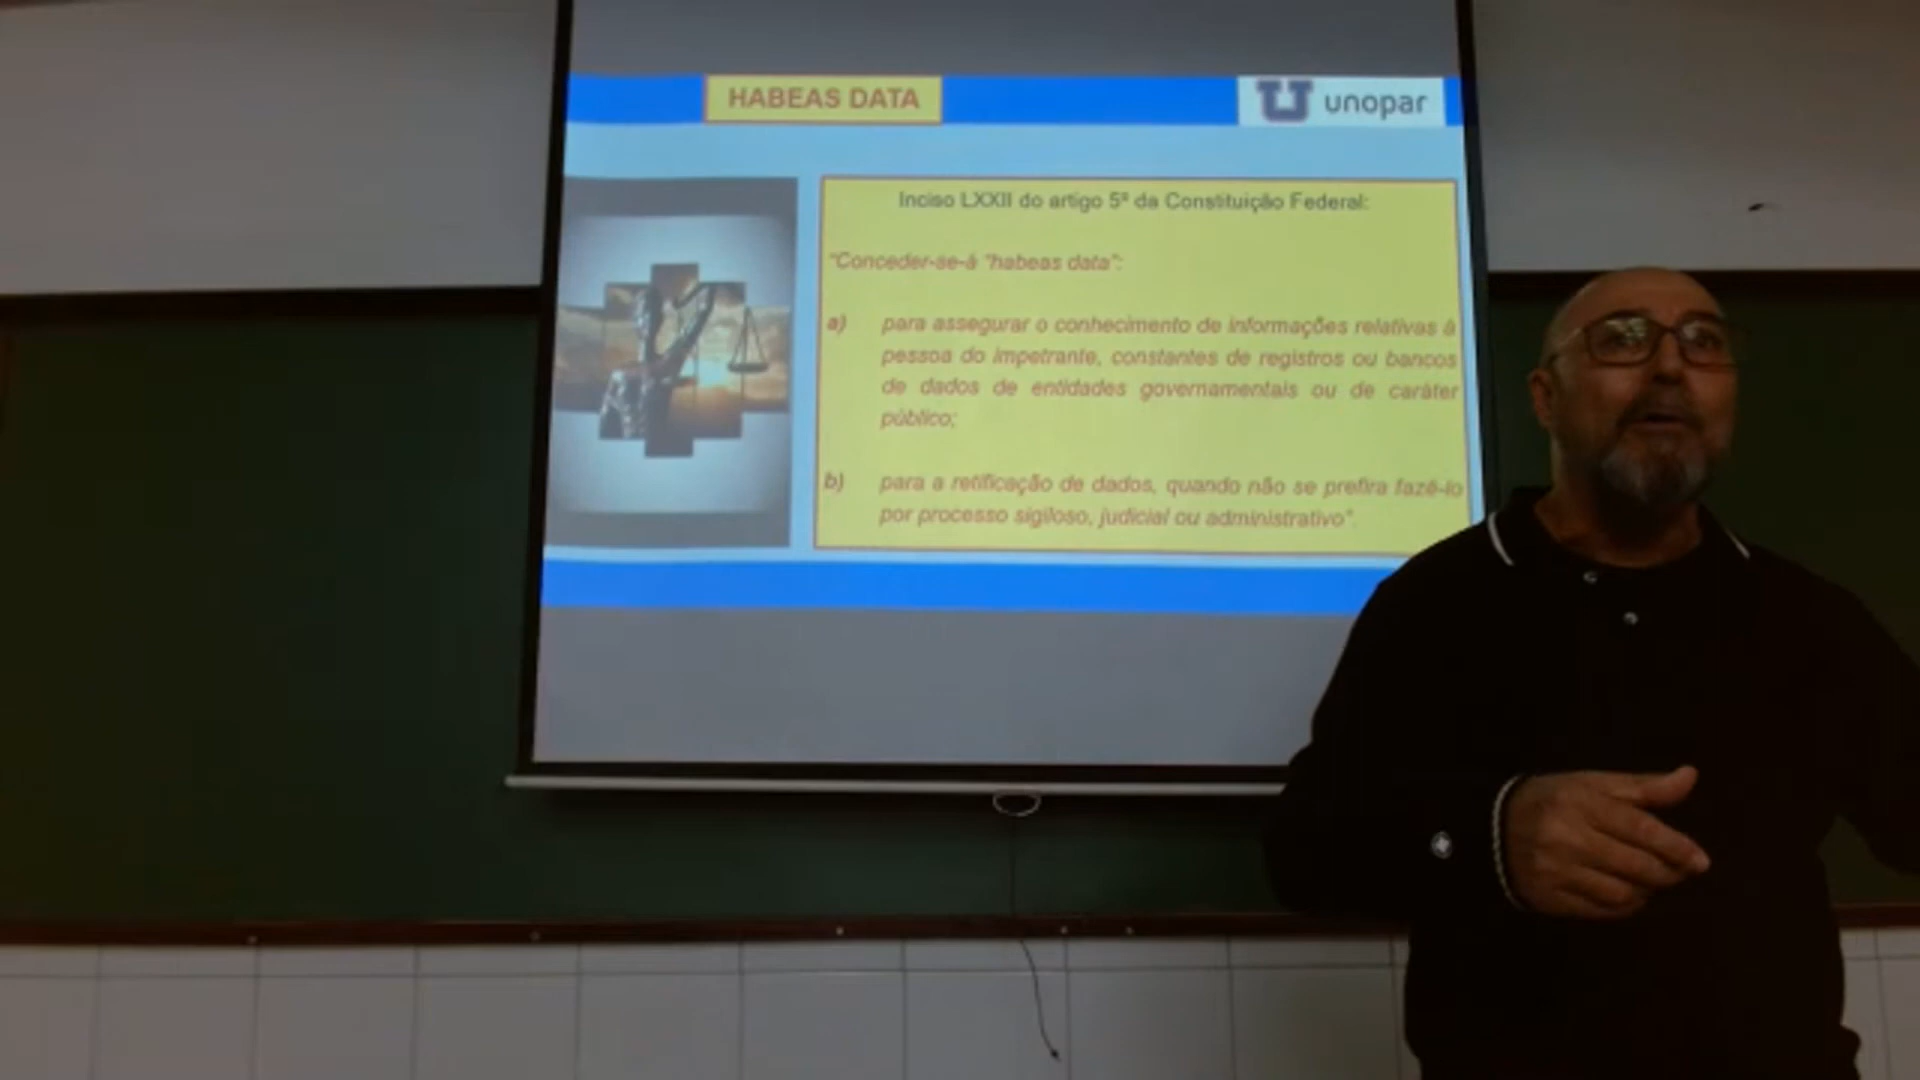 HABEAS DATA
unopar
Inciso LXXII do artigo 5º da Constituição Federal:
"Conceder-se-á "habeas data":
a) para assegurar o conhecimento de informações relativas à
pessoa do impetrante, constantes de registros ou bancos
de dados de entidades governamentais ou de caráter
público;
b) para a retificação de dados, quando não se prefira fazê-lo
por processo sigiloso, judicial ou administrativo".